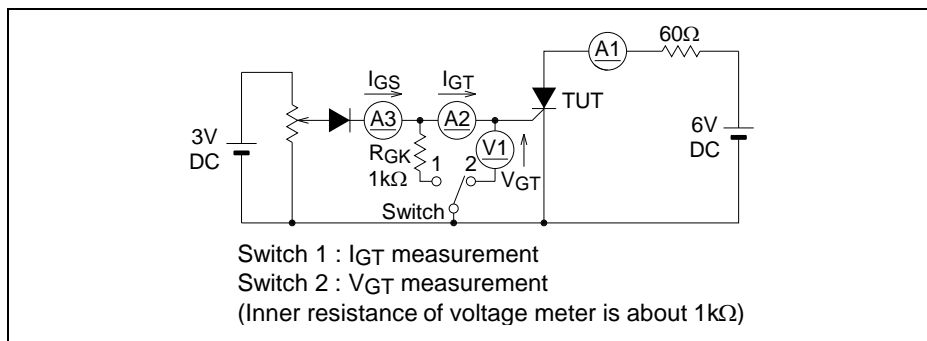 60Ω
A1
IGS
IGT
TUT
A3
A2
3V
DC
6V
DC
RGK
1kΩ
1
2
V1
VGT
Switch
Switch 1 : IGT measurement
Switch 2 : VGT measurement
(Inner resistance of voltage meter is about 1kΩ)